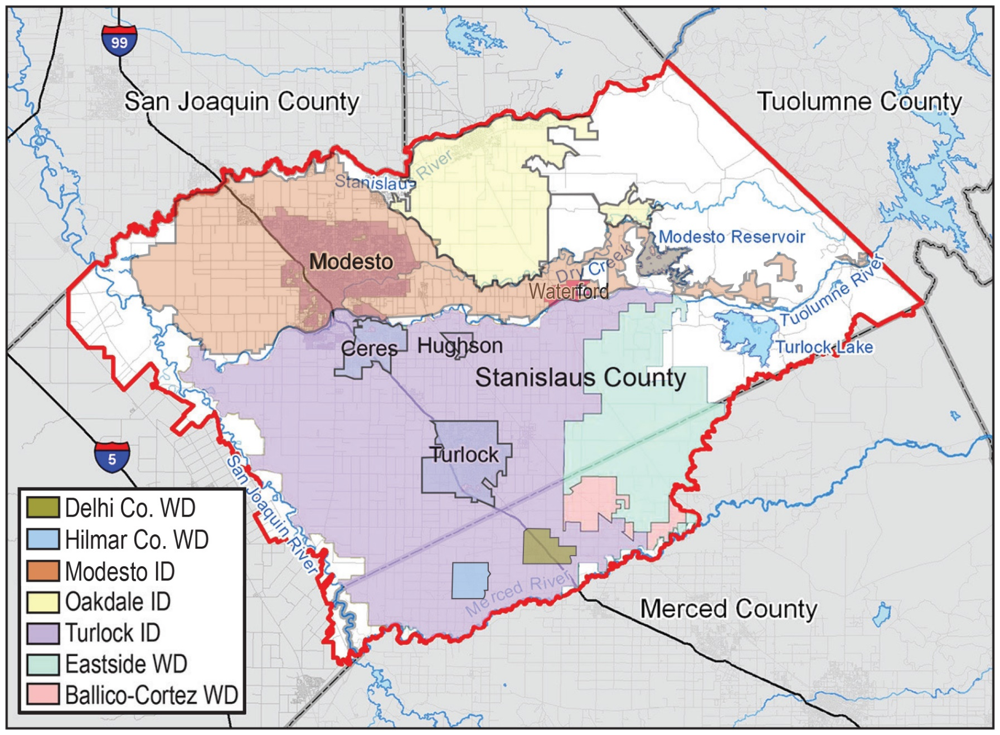 99
San Joaquin County
Tuolumne County
Stanislaus River
Modesto Reservoir
Modesto
Dry Creek
Waterford
Tuolumne River
Ceres
Hughson
Turlock Lake
Stanislaus County
5
Turlock
San Joaquin River
Merced River
Merced County
Delhi Co. WD
Hilmar Co. WD
Modesto ID
Oakdale ID
Turlock ID
Eastside WD
Ballico-Cortez WD